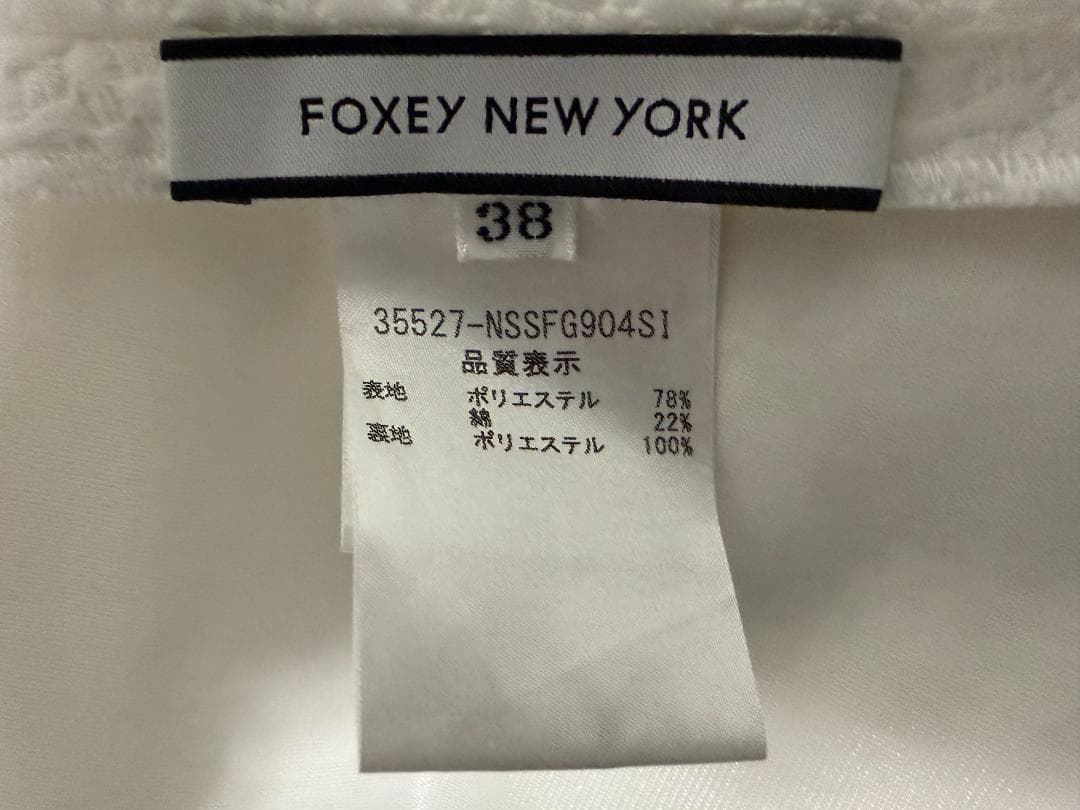 FOXEY NEW YORK
38
35527-NSSFG904SI
品質表示
表地 ポリエステル 78%
綿 22%
裏地 ポリエステル 100%